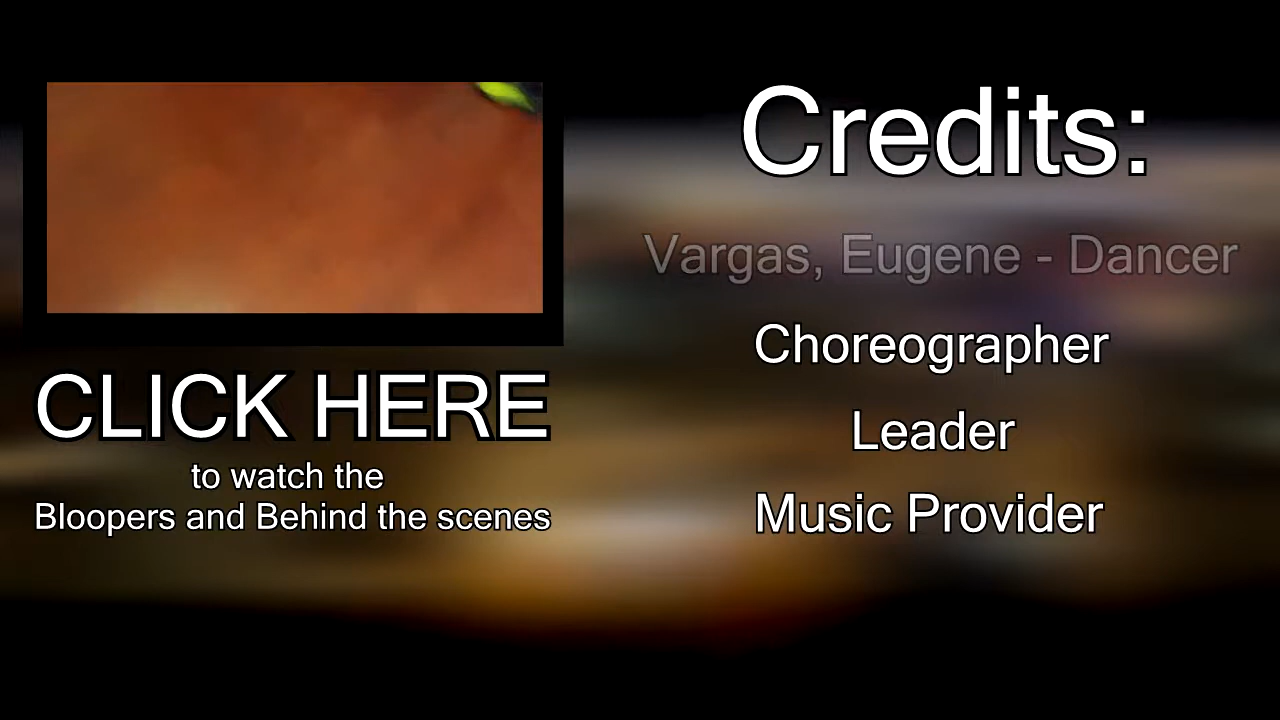 Credits:
Vargas, Eugene - Dancer
Choreographer
Leader
Music Provider
CLICK HERE
to watch the
Bloopers and Behind the scenes